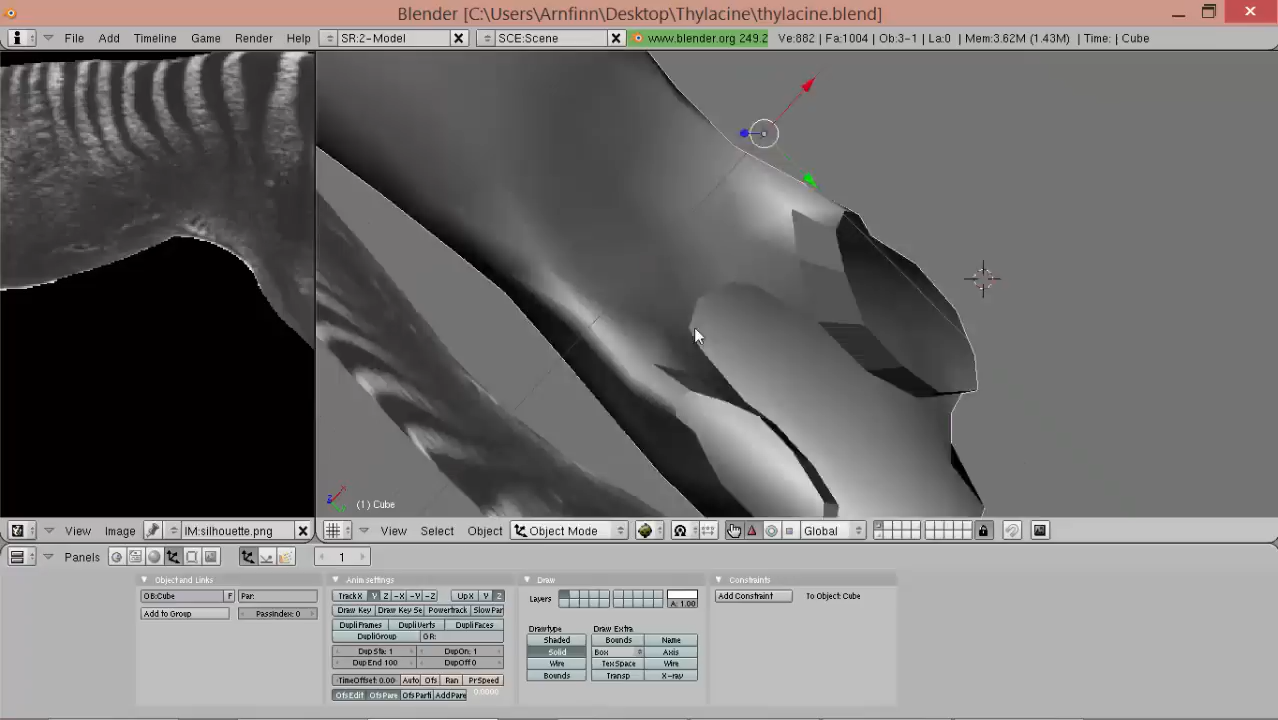 Blender [C:\Users\Arnfinn\Desktop\Thylacine\thylacine.blend]
File Add Timeline Game Render Help SR:2-Model SCE:Scene www.blender.org 249.2 Ve:882 | Fa:1004 | Ob:3-1 | La:0 | Mem:3.62M (1.43M) | Time: | Cube
(1) Cube
View Image IM:silhouette.png View Select Object Object Mode Global
Panels 1
Object and Links Anim settings Draw Constraints
OB:Cube F Par: TrackX Y Z -X -Y -Z UpX Y Z Layers A: 1.00 Add Constraint To Object Cube
Add to Group PassIndex: 0 Draw Key Draw Key Se Powertrack SlowPar
DupliFrames DupliVerts DupliFaces Drawtype Draw Extra
DupliGroup GR: Shaded Bounds Name
DupSta: 1 DupOn: 1 Solid Box Axis
DupEnd 100 DupOff 0 Wire TexSpace Wire
TimeOffset: 0.00 Auto Ofs Ran PrSpeed Bounds Transp X-ray
OfsEdit OfsPare OfsParti AddPare 0.0000